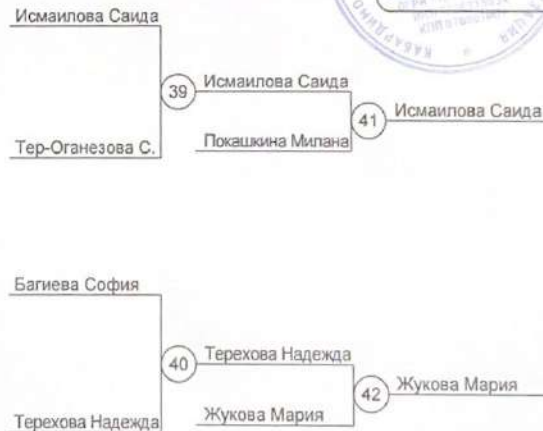 Исмаилова Саида
39
Исмаилова Саида
41
Исмаилова Саида
Тер-Оганезова С.
Покашкина Милана
Багиева София
40
Терехова Надежда
42
Жукова Мария
Терехова Надежда
Жукова Мария